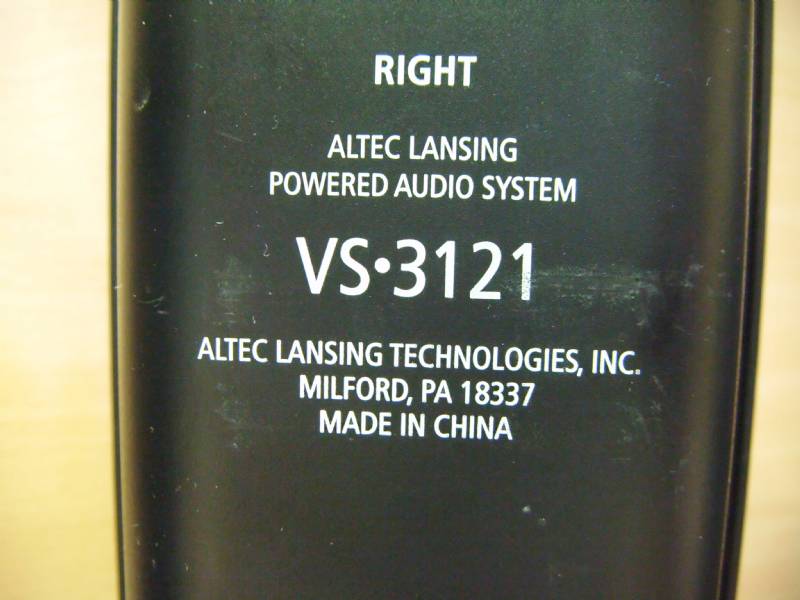 RIGHT
ALTEC LANSING
POWERED AUDIO SYSTEM
VS·3121
ALTEC LANSING TECHNOLOGIES, INC.
MILFORD, PA 18337
MADE IN CHINA